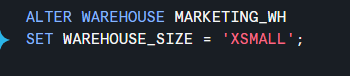 ALTER WAREHOUSE MARKETING_WH
SET WAREHOUSE_SIZE = 'XSMALL';